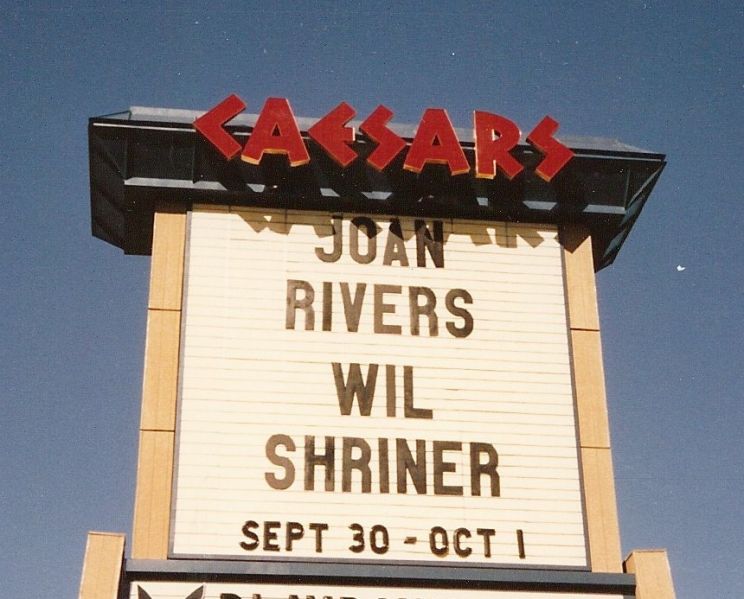 CAESARS
JOAN
RIVERS
WIL
SHRINER
SEPT 30 - OCT 1